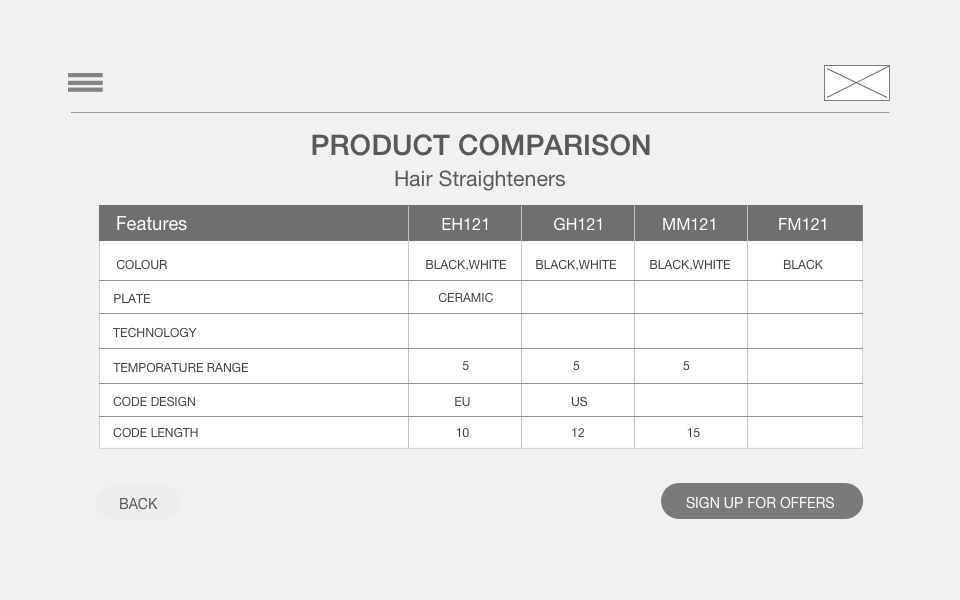 PRODUCT COMPARISON
Hair Straighteners
Features EH121 GH121 MM121 FM121
COLOUR BLACK,WHITE BLACK,WHITE BLACK,WHITE BLACK
PLATE CERAMIC
TECHNOLOGY
TEMPORATURE RANGE 5 5 5
CODE DESIGN EU US
CODE LENGTH 10 12 15
BACK SIGN UP FOR OFFERS